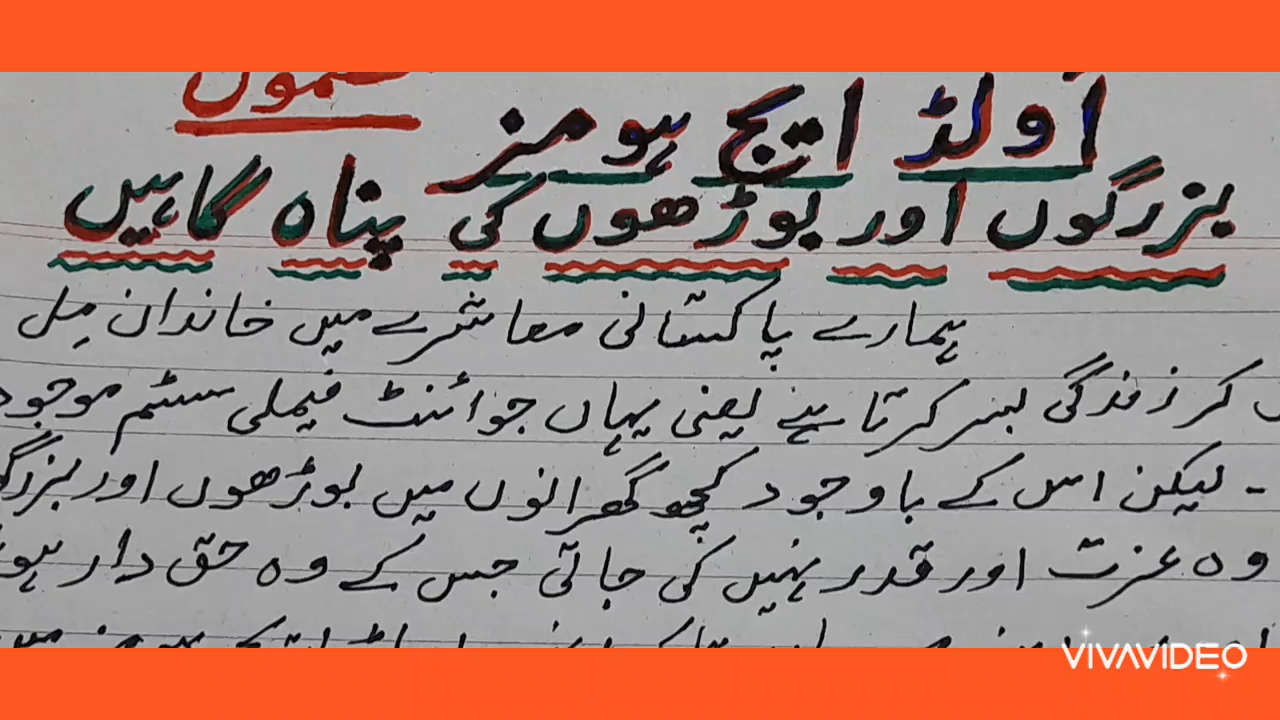 مضمون
اولڈ ایج ہومز
بزرگوں اور بوڑھوں کی پناہ گاہیں
ہمارے پاکستانی معاشرے میں خاندان مِل
کر زندگی بسر کرتا ہے یعنی یہاں جوائنٹ فیملی سسٹم موجود
- لیکن اس کے باوجود کچھ گھرانوں میں بوڑھوں اور
وہ عزت اور قدر نہیں کی جاتی جس کے وہ حق دار
VIVAVIDEO